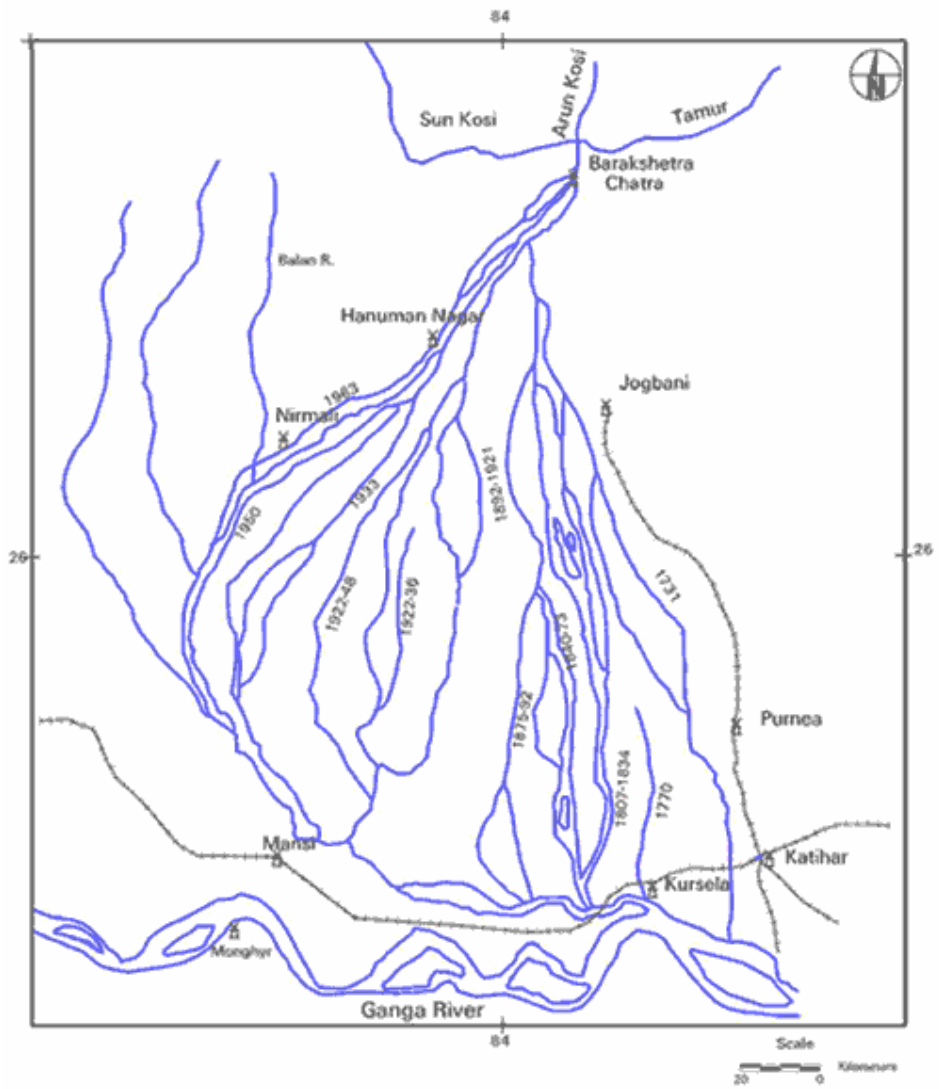 84
N
Arun Kosi
Sun Kosi
Tamur
Barakshetra
Chatra
Balan R.
Hanuman Nagar
Jogbani
1963
Nirmali
1892-1921
1933
1950
26
26
1731
1922-48
1922-36
1875-92
Purnea
1807-1834
1770
Mansi
Katihar
Kursela
Monghyr
Ganga River
84
Scale
20
0
Kilometers